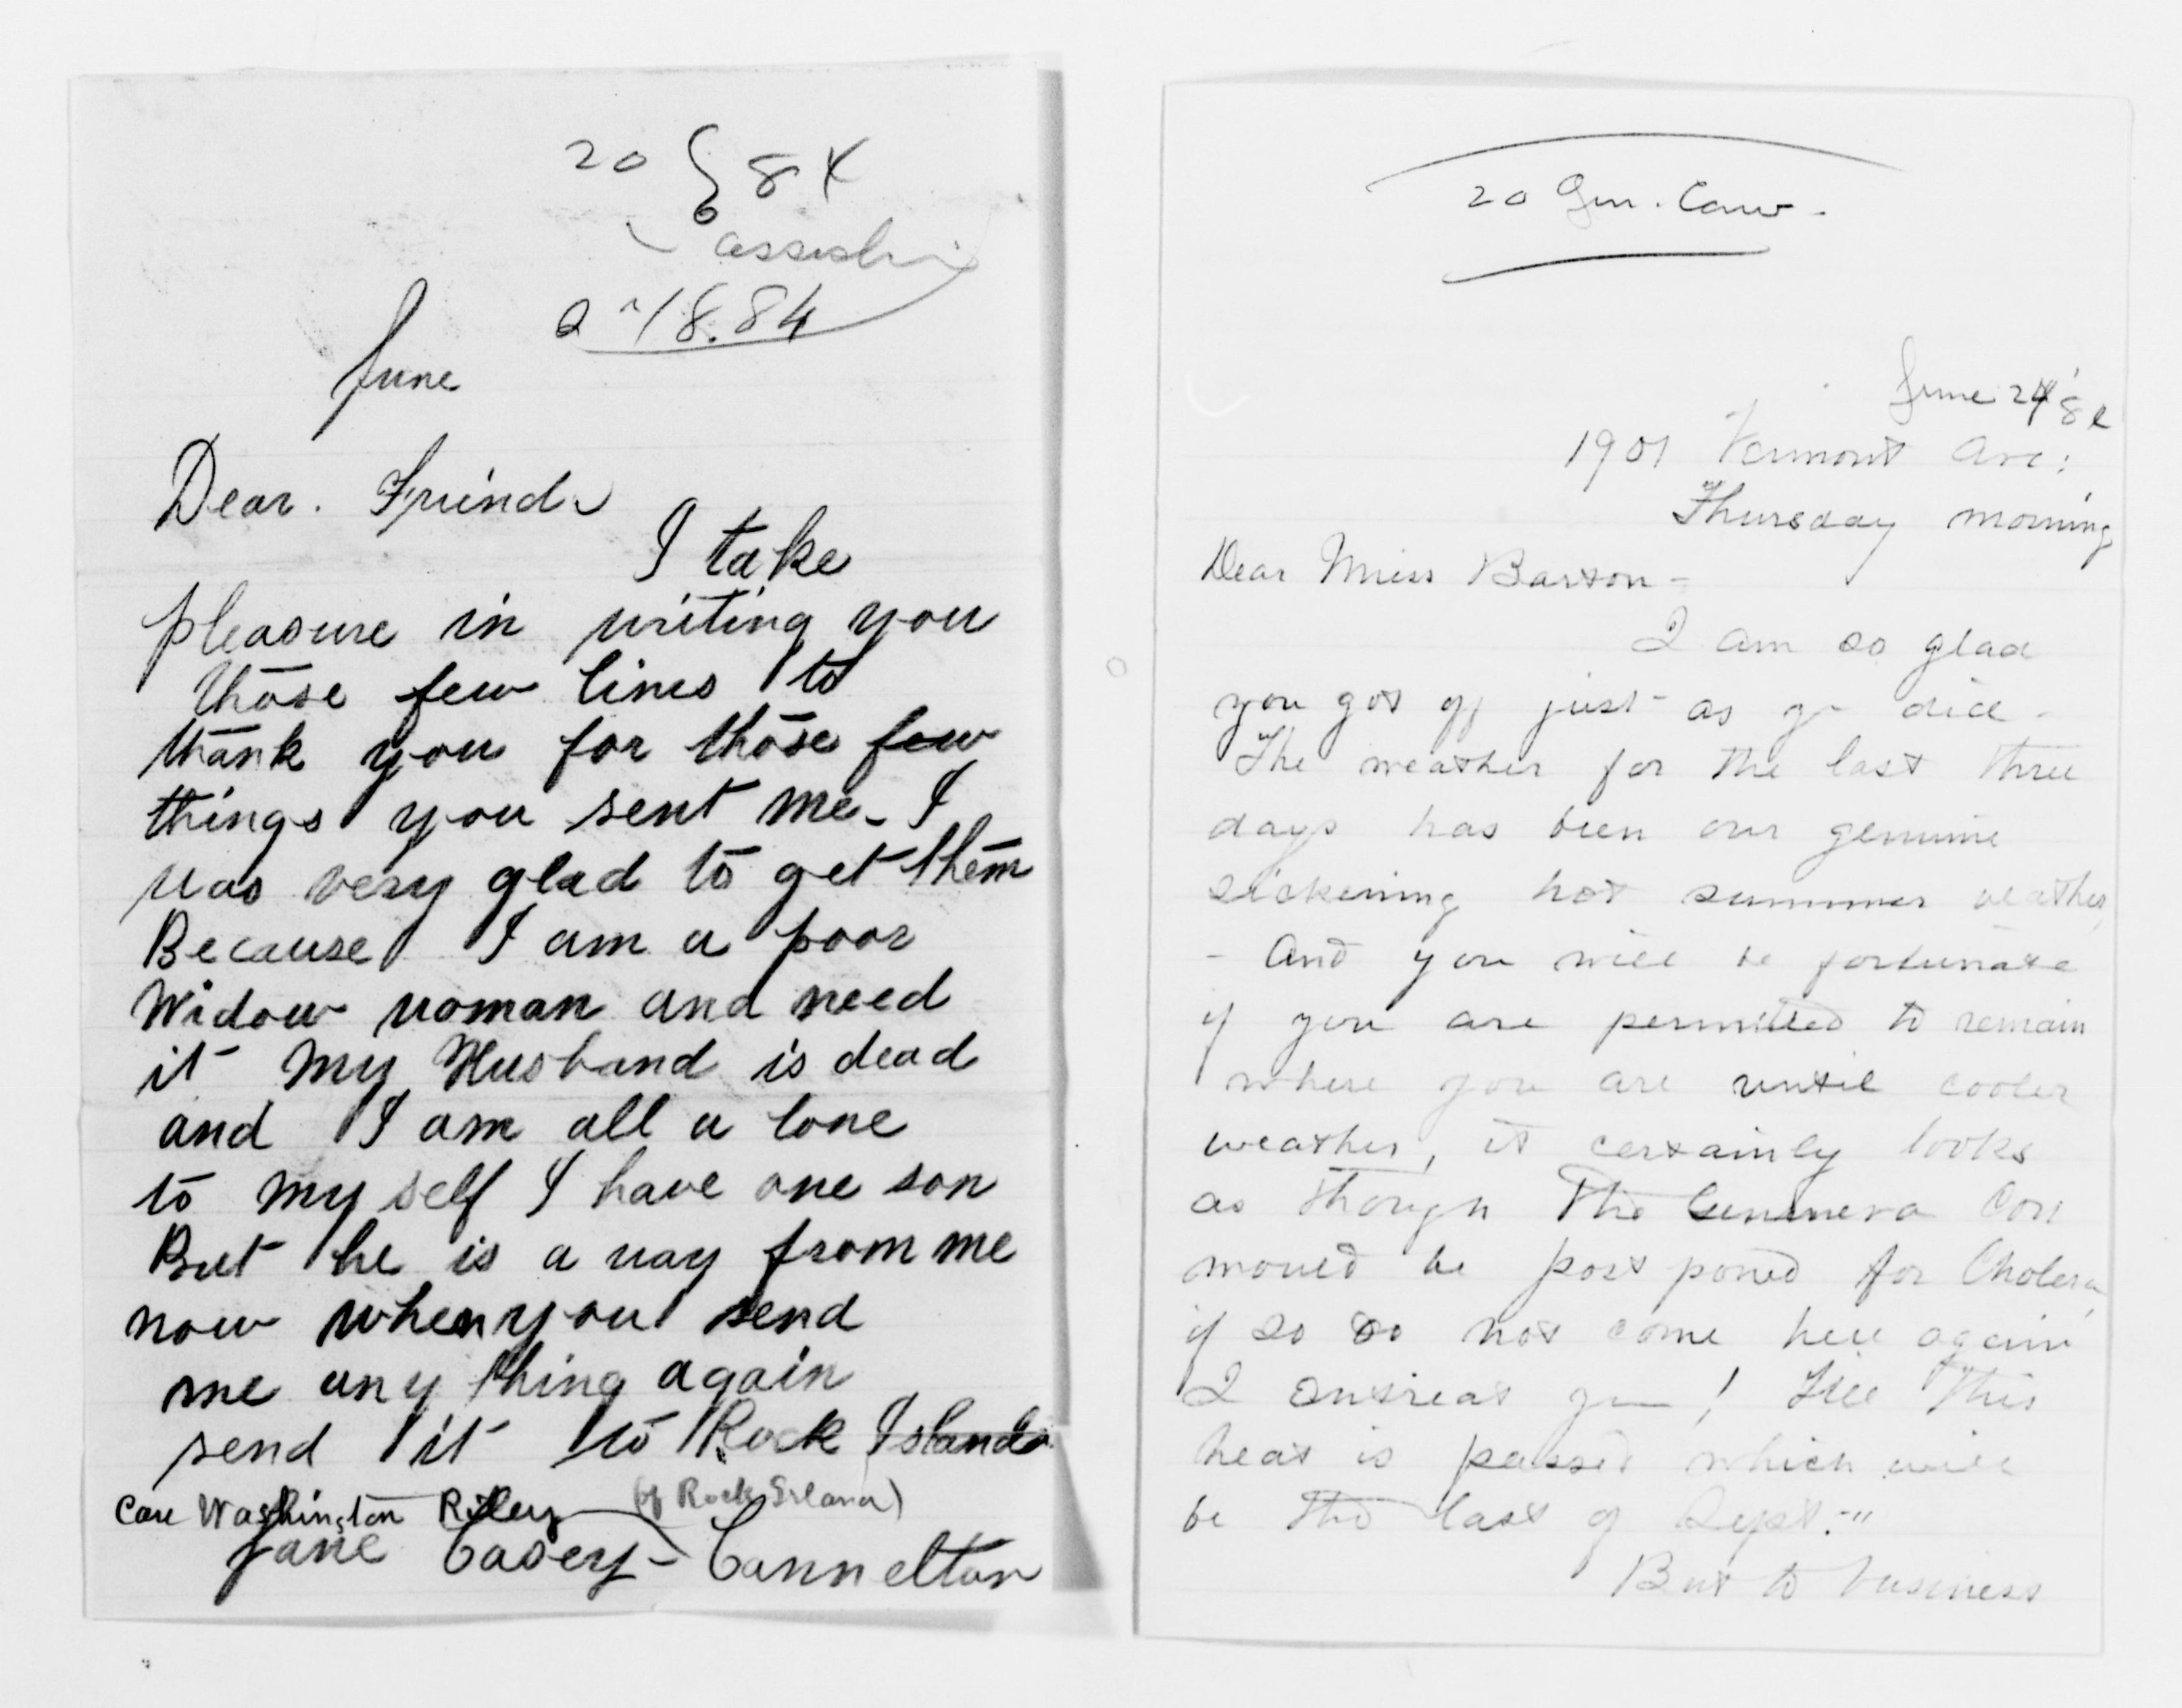 20 } 84
2 18.84
June
Dear. Friend
I take
pleasure in writing you
those few lines to
thank you for those few
things you sent me - I
was very glad to get them
Because I am a poor
Widow woman and need
it my Husband is dead
and I am all a lone
to my self I have one son
But he is a way from me
now when you send
me any thing again
send it to Rock Islands
Care Washington Riley (of Rock Island)
Jane Casey - Cannelton
20 Gen. Conv.
June 24 '8
1901 Vermont Ave:
Thursday morning
Dear Miss Barton -
I am so glad
you got off just as you did -
The weather for the last three
days has been our genuine
sickening hot summer weather,
- And you will be fortunate
if you are permitted to remain
where you are until cooler
weather, it certainly looks
as though the Genneva Con
would be post poned for Cholera
if so do not come here again
I entreat you! till this
heat is passed which will
be the last of Sept."
But to business